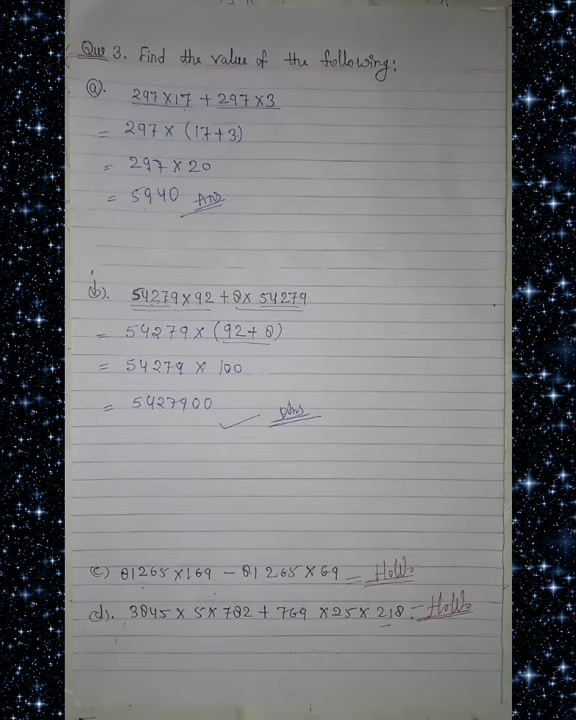 Que 3. Find the value of the following:
(a). 297 × 17 + 297 × 3
= 297 × (17+3)
= 297 × 20
= 5940 Ans
(b). 54279 × 92 + 8 × 54279
= 54279 × (92 + 8)
= 54279 × 100
= 5427900 Ans
(c) 81265 × 169 – 81265 × 69 = H.W.
(d). 3845 × 5 × 782 + 769 × 25 × 218. – H.W.